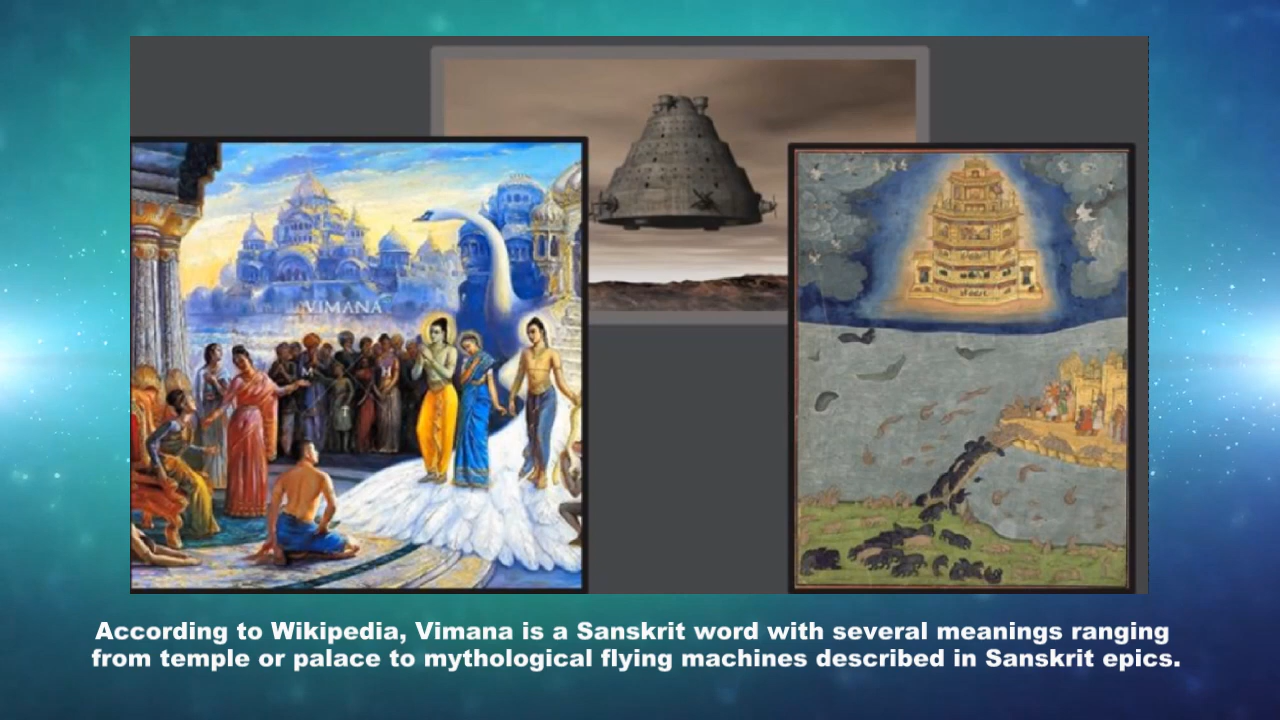 VIMANA
M H
According to Wikipedia, Vimana is a Sanskrit word with several meanings ranging
from temple or palace to mythological flying machines described in Sanskrit epics.